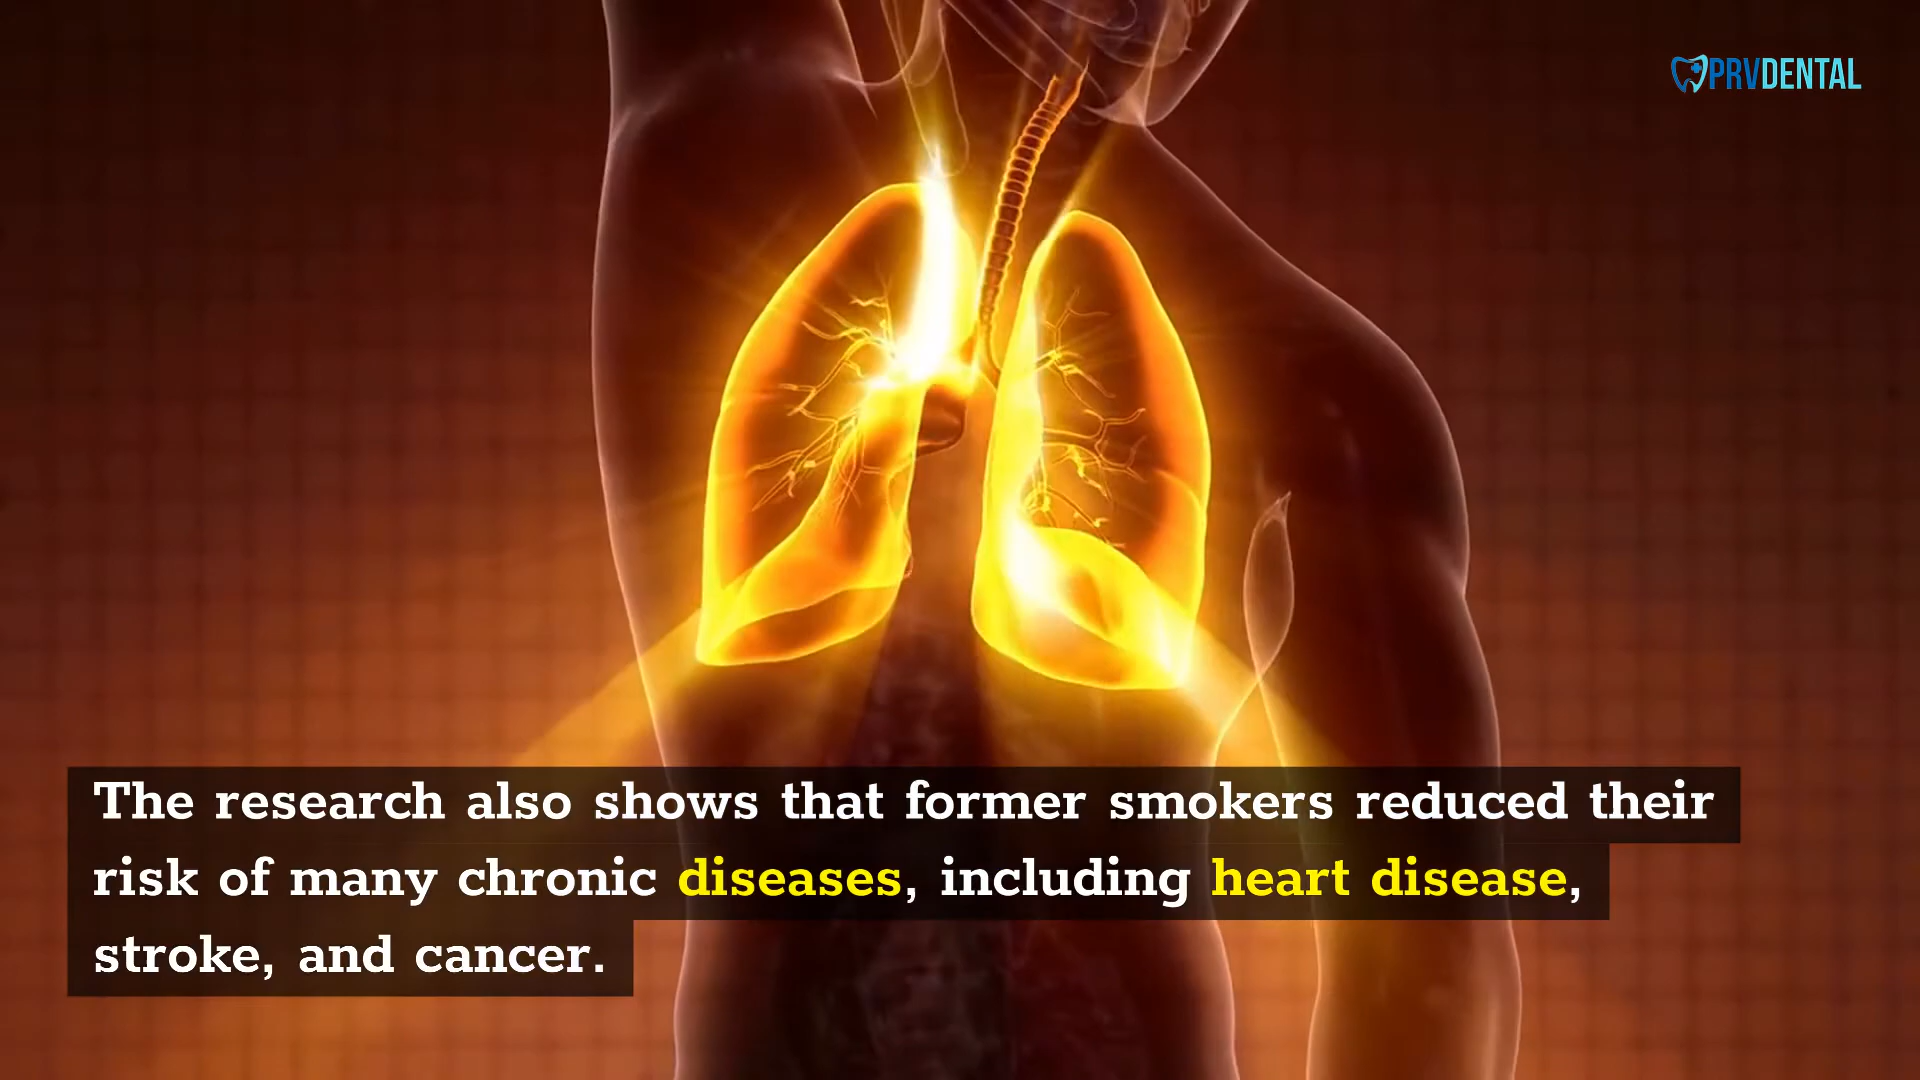 PRVDENTAL
The research also shows that former smokers reduced their
risk of many chronic diseases, including heart disease,
stroke, and cancer.